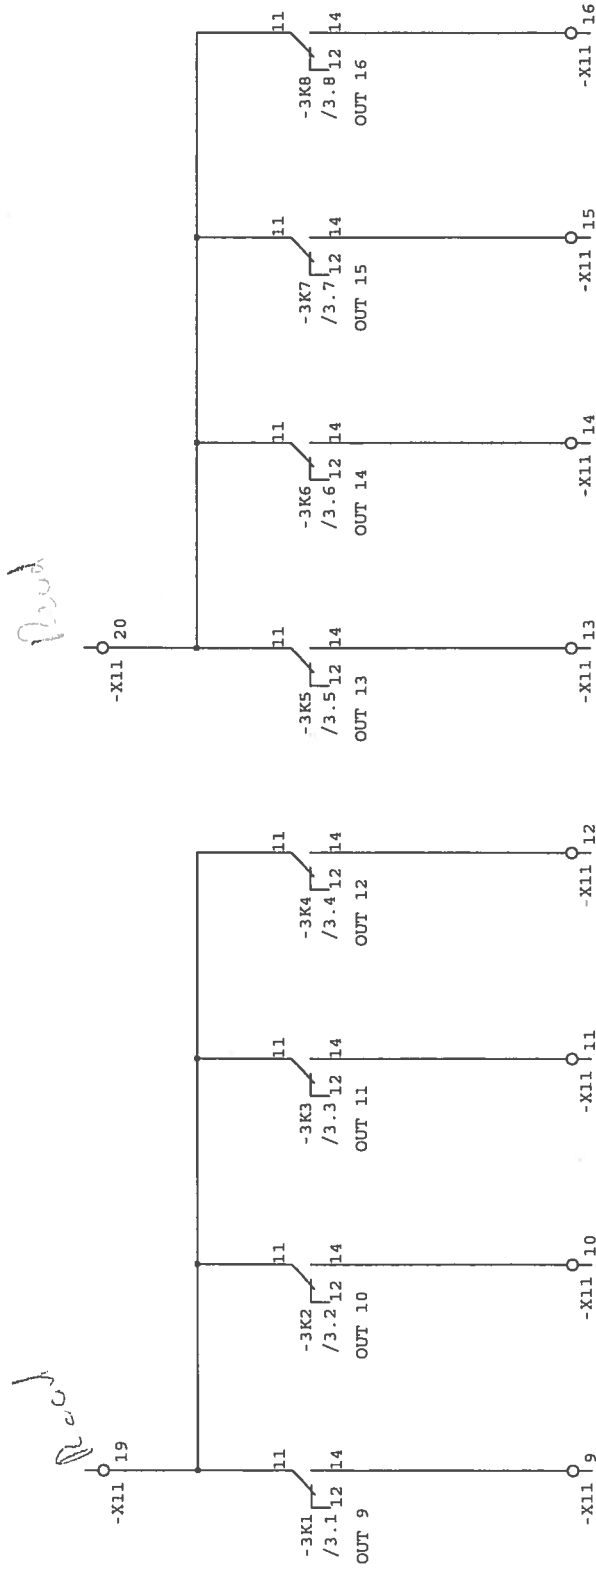 -X11 19
-X11 20
11 11 11 11 11 11 11 11
-3K1 12 14
/3.1
OUT 9
-3K2 12 14
/3.2
OUT 10
-3K3 12 14
/3.3
OUT 11
-3K4 12 14
/3.4
OUT 12
-3K5 12 14
/3.5
OUT 13
-3K6 12 14
/3.6
OUT 14
-3K7 12 14
/3.7
OUT 15
-3K8 12 14
/3.8
OUT 16
-X11 9
-X11 10
-X11 11
-X11 12
-X11 13
-X11 14
-X11 15
-X11 16